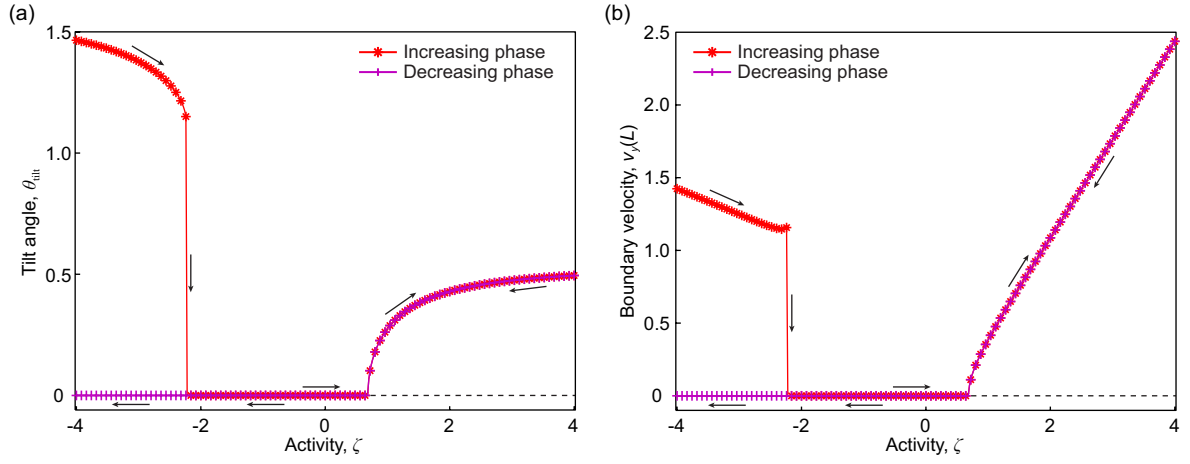 (a)
1.5
1.0
0.5
0
Tilt angle, θtilt
Increasing phase
Decreasing phase
-4
-2
0
2
4
Activity, ζ
(b)
2.5
2.0
1.5
1.0
0.5
0
Boundary velocity, vy(L)
Increasing phase
Decreasing phase
-4
-2
0
2
4
Activity, ζ